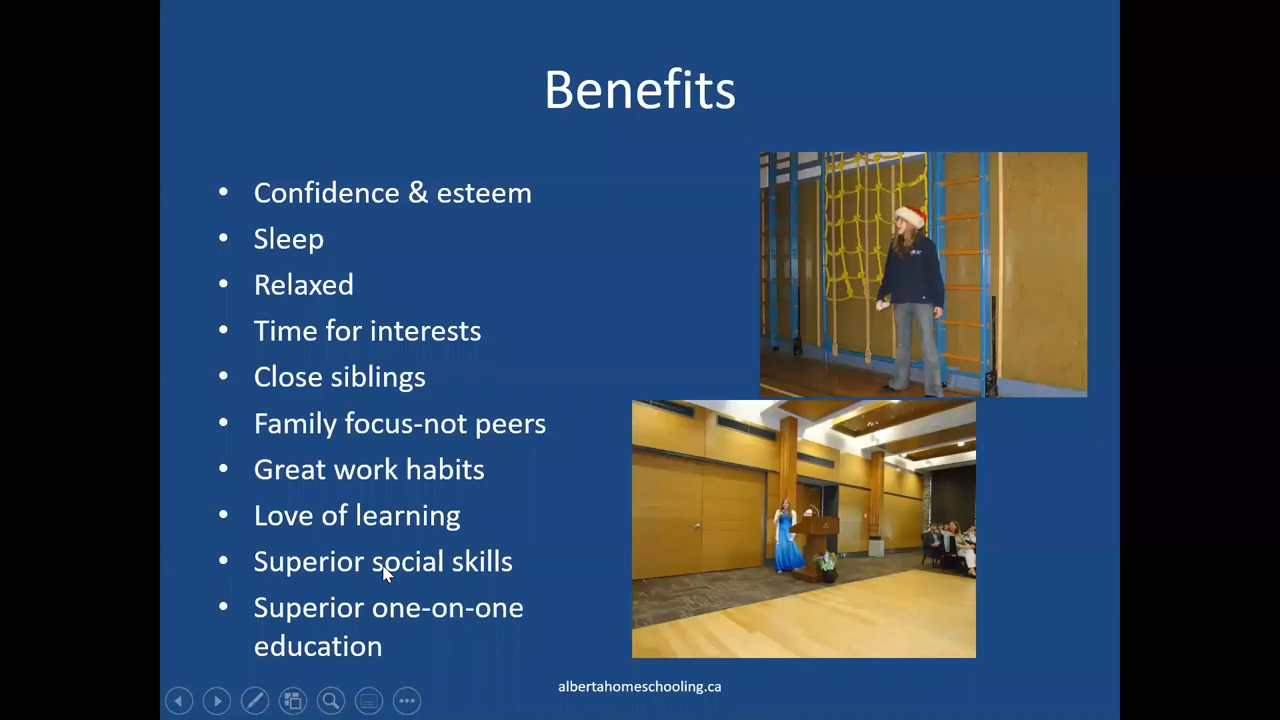 Benefits
• Confidence & esteem
• Sleep
• Relaxed
• Time for interests
• Close siblings
• Family focus-not peers
• Great work habits
• Love of learning
• Superior social skills
• Superior one-on-one
education
albertahomeschooling.ca